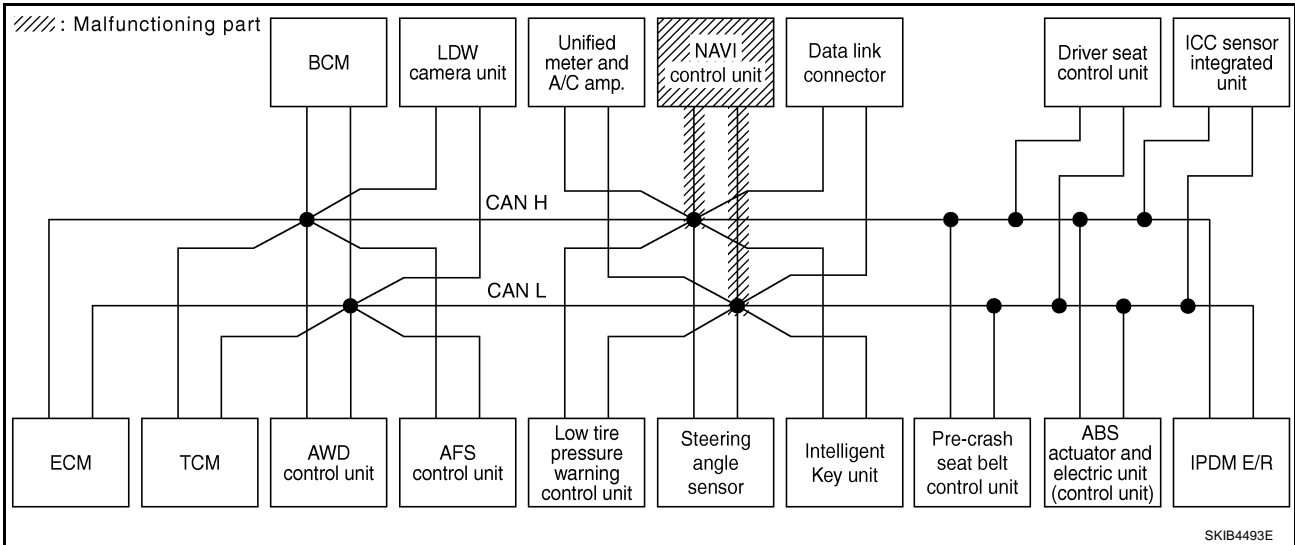 : Malfunctioning part
BCM
LDW
camera unit
Unified
meter and
A/C amp.
NAVI
control unit
Data link
connector
Driver seat
control unit
ICC sensor
integrated
unit
CAN H
CAN L
ECM
TCM
AWD
control unit
AFS
control unit
Low tire
pressure
warning
control unit
Steering
angle
sensor
Intelligent
Key unit
Pre-crash
seat belt
control unit
ABS
actuator and
electric unit
(control unit)
IPDM E/R
SKIB4493E